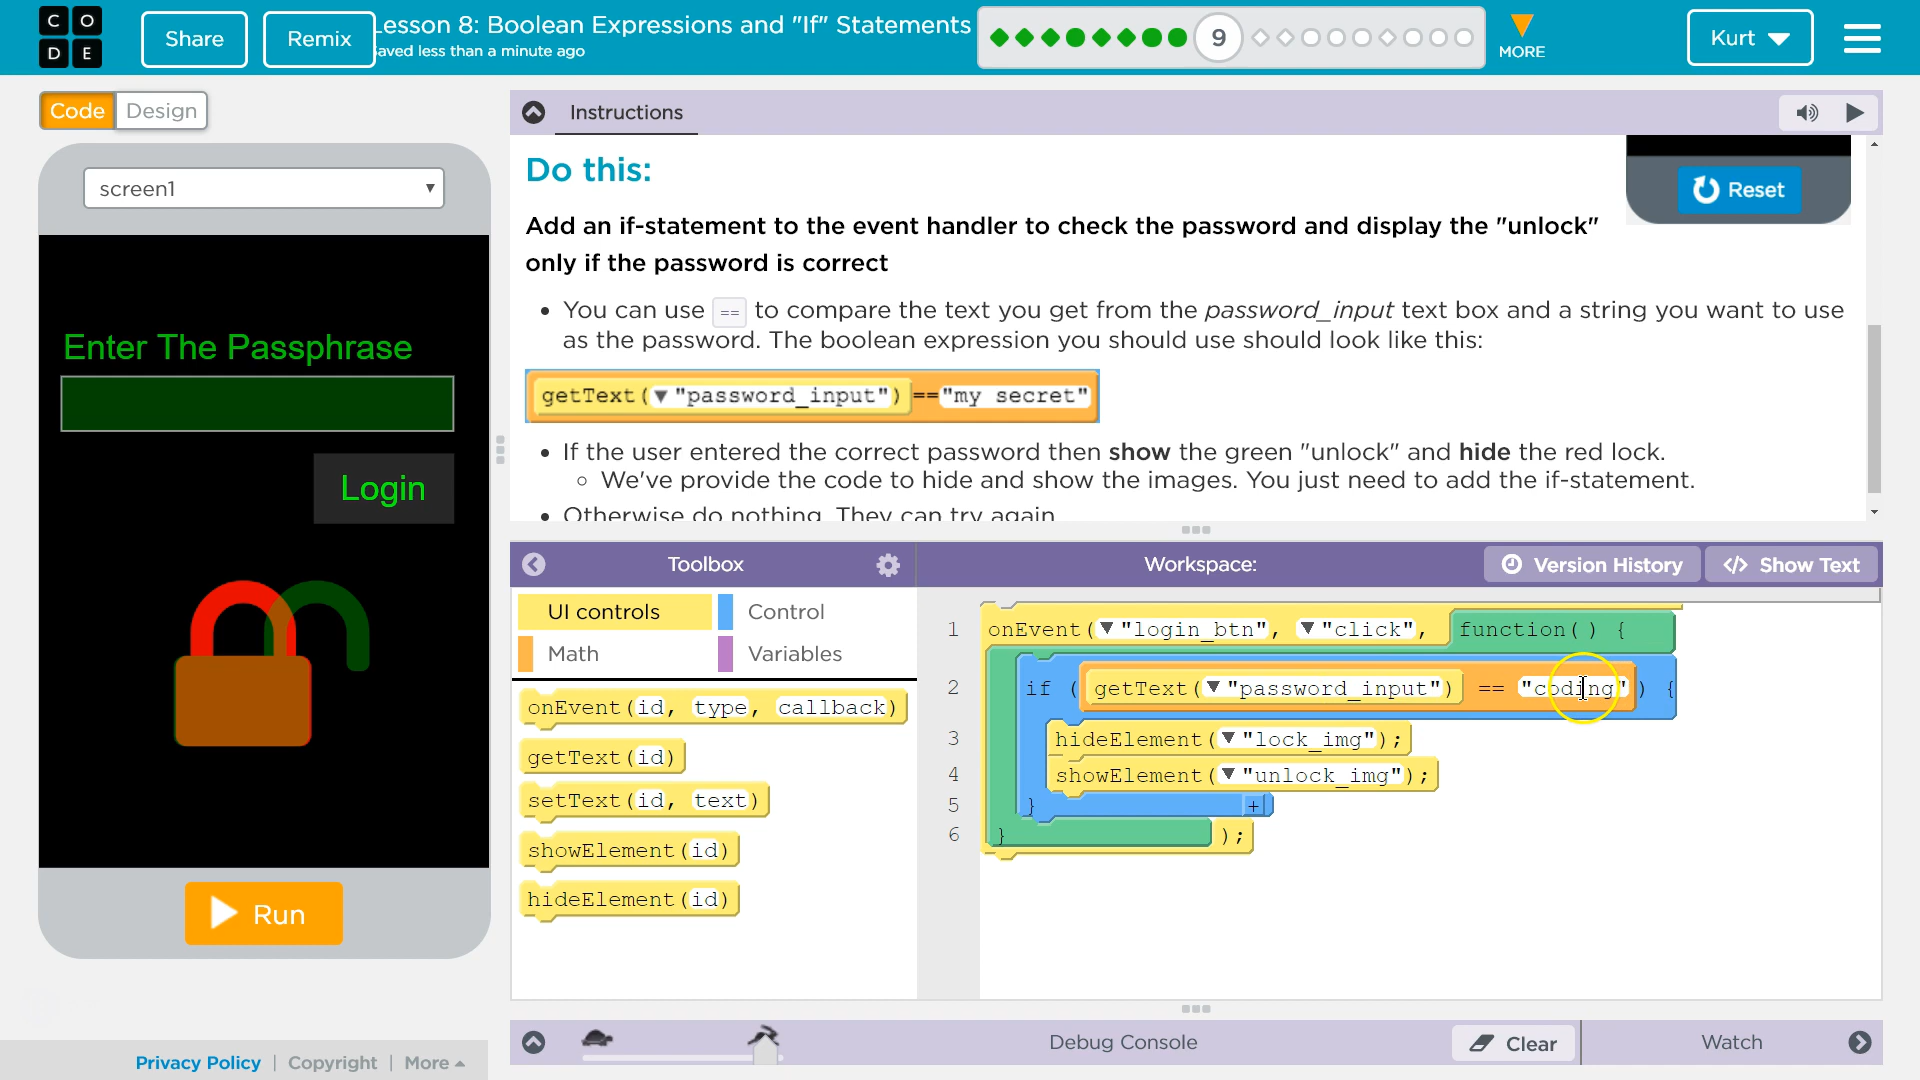 CO
DE
Share
Remix
Lesson 8: Boolean Expressions and "If" Statements
Saved less than a minute ago
9
MORE
Kurt
Code
Design
Instructions
screen1
Do this:
Reset
Add an if-statement to the event handler to check the password and display the "unlock"
only if the password is correct
You can use == to compare the text you get from the password_input text box and a string you want to use
as the password. The boolean expression you should use should look like this:
getText("password_input")=="my secret"
If the user entered the correct password then show the green "unlock" and hide the red lock.
We've provide the code to hide and show the images. You just need to add the if-statement.
Otherwise do nothing. They can try again
Enter The Passphrase
Login
Run
Toolbox
Workspace:
Version History
</> Show Text
UI controls
Control
Math
Variables
onEvent(id, type, callback)
getText(id)
setText(id, text)
showElement(id)
hideElement(id)
1 onEvent("login_btn", "click", function() {
2 if (getText("password_input") == "coding") {
3 hideElement("lock_img");
4 showElement("unlock_img");
5 } +
6 } );
Debug Console
Clear
Watch
Privacy Policy | Copyright | More